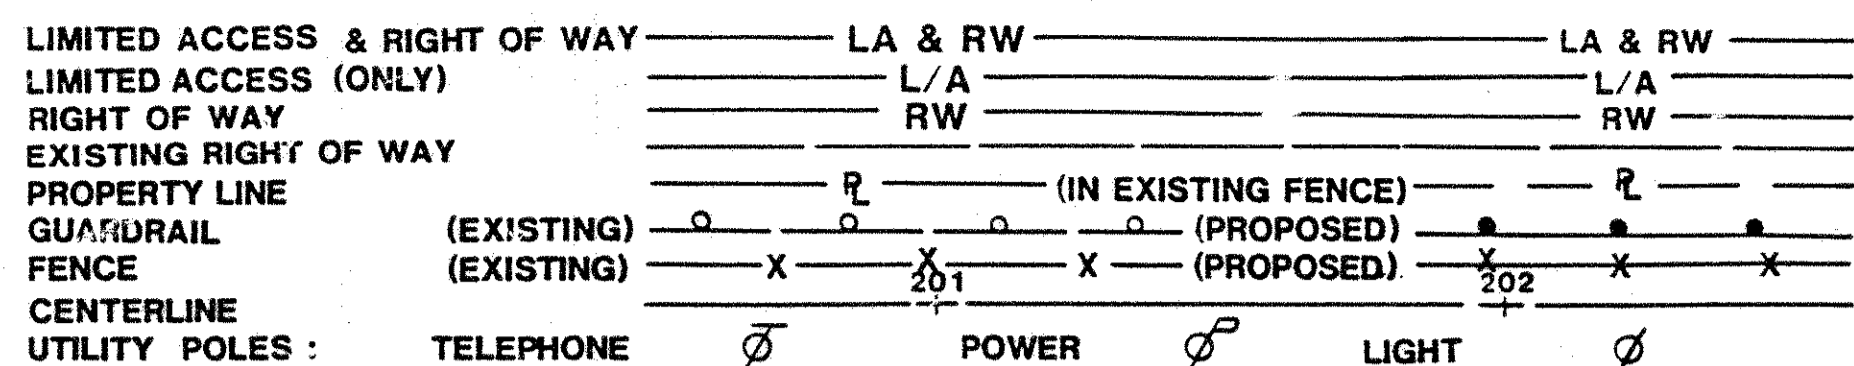 LIMITED ACCESS & RIGHT OF WAY LA & RW LA & RW
LIMITED ACCESS (ONLY) L/A L/A
RIGHT OF WAY RW RW
EXISTING RIGHT OF WAY
PROPERTY LINE PL (IN EXISTING FENCE) PL
GUARDRAIL (EXISTING) (PROPOSED)
FENCE (EXISTING) X X X (PROPOSED) X X X
201 202
CENTERLINE
UTILITY POLES : TELEPHONE POWER LIGHT